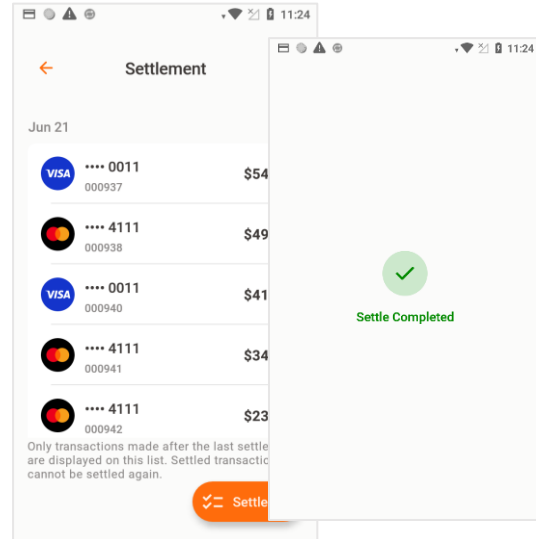 11:24
Settlement
Jun 21
VISA
•••• 0011
000937
$54
•••• 4111
000938
$49
VISA
•••• 0011
000940
$41
•••• 4111
000941
$34
•••• 4111
000942
$23
Only transactions made after the last settle
are displayed on this list. Settled transactio
cannot be settled again.
Settle
11:24
Settle Completed